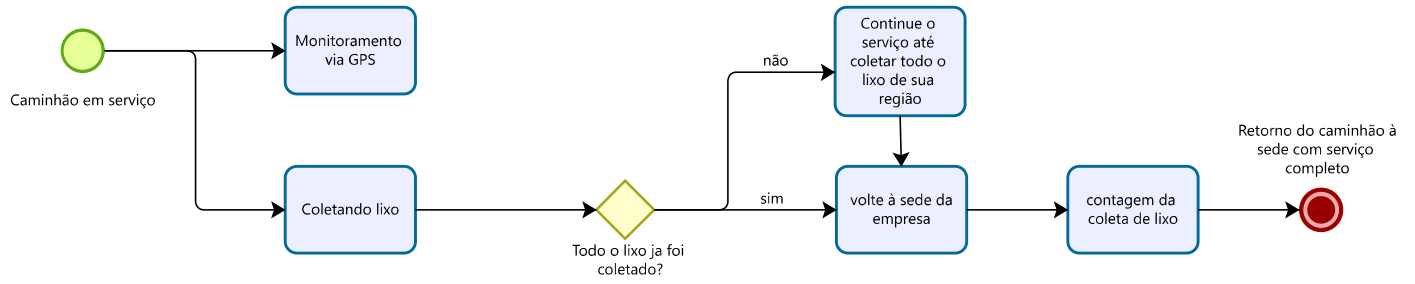 Caminhão em serviço
Monitoramento
via GPS
Coletando lixo
Todo o lixo ja foi
coletado?
não
sim
Continue o
serviço até
coletar todo o
lixo de sua
região
volte à sede da
empresa
contagem da
coleta de lixo
Retorno do caminhão à
sede com serviço
completo